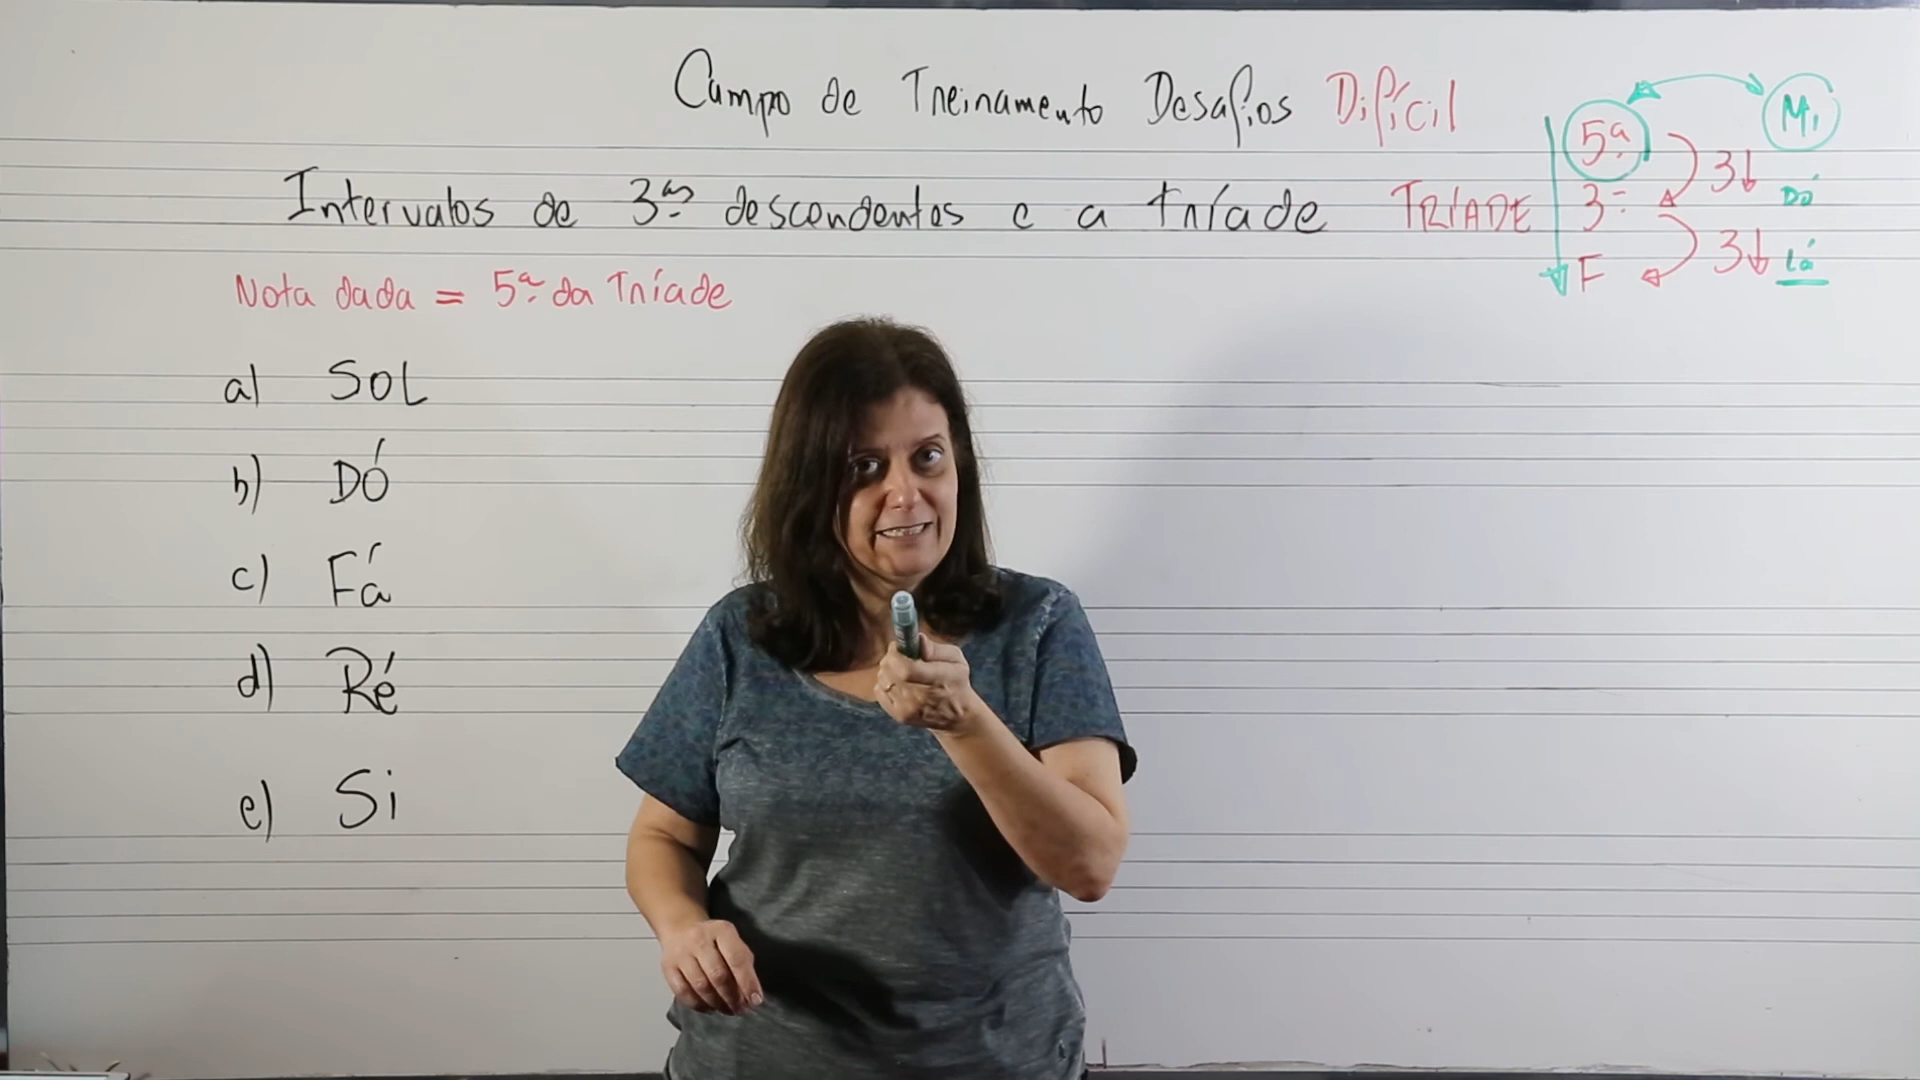 Campo de Treinamento Desafios Difícil
Intervalos de 3as descendentes e a tríade
TRÍADE
5ª
3ª
F
3↓
3↓
Mi
Dó
Lá
Nota dada = 5ª da Tríade
a) SOL
b) DÓ
c) Fá
d) Ré
e) Si